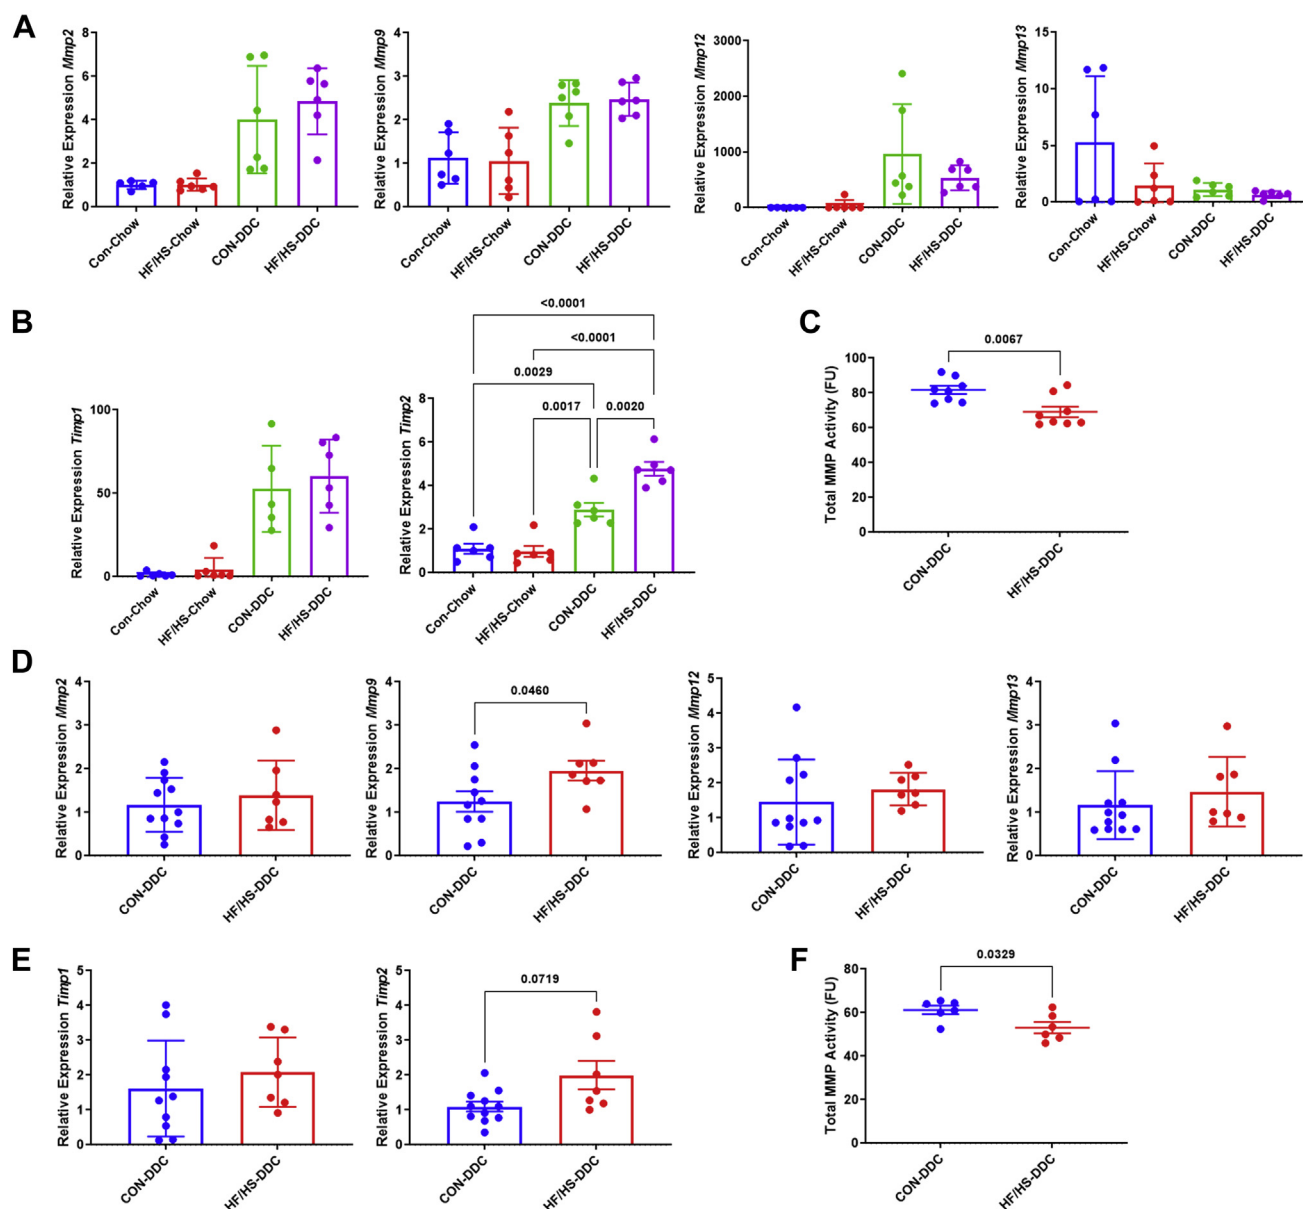 A
Relative Expression Mmp2
8
6
4
2
0
Con-Chow
HF/HS-Chow
CON-DDC
HF/HS-DDC
Relative Expression Mmp9
4
3
2
1
0
Con-Chow
HF/HS-Chow
CON-DDC
HF/HS-DDC
Relative Expression Mmp12
3000
2000
1000
0
Con-Chow
HF/HS-Chow
CON-DDC
HF/HS-DDC
Relative Expression Mmp13
15
10
5
0
Con-Chow
HF/HS-Chow
CON-DDC
HF/HS-DDC
B
Relative Expression Timp1
100
50
0
Con-Chow
HF/HS-Chow
CON-DDC
HF/HS-DDC
<0.0001
<0.0001
0.0029
0.0017
0.0020
Relative Expression Timp2
8
6
4
2
0
Con-Chow
HF/HS-Chow
CON-DDC
HF/HS-DDC
C
0.0067
Total MMP Activity (FU)
100
80
60
40
20
0
CON-DDC
HF/HS-DDC
D
Relative Expression Mmp2
4
3
2
1
0
CON-DDC
HF/HS-DDC
Relative Expression Mmp9
0.0460
4
3
2
1
0
CON-DDC
HF/HS-DDC
Relative Expression Mmp12
5
4
3
2
1
0
CON-DDC
HF/HS-DDC
Relative Expression Mmp13
4
3
2
1
0
CON-DDC
HF/HS-DDC
E
Relative Expression Timp1
5
4
3
2
1
0
CON-DDC
HF/HS-DDC
Relative Expression Timp2
0.0719
5
4
3
2
1
0
CON-DDC
HF/HS-DDC
F
0.0329
Total MMP Activity (FU)
80
60
40
20
0
CON-DDC
HF/HS-DDC